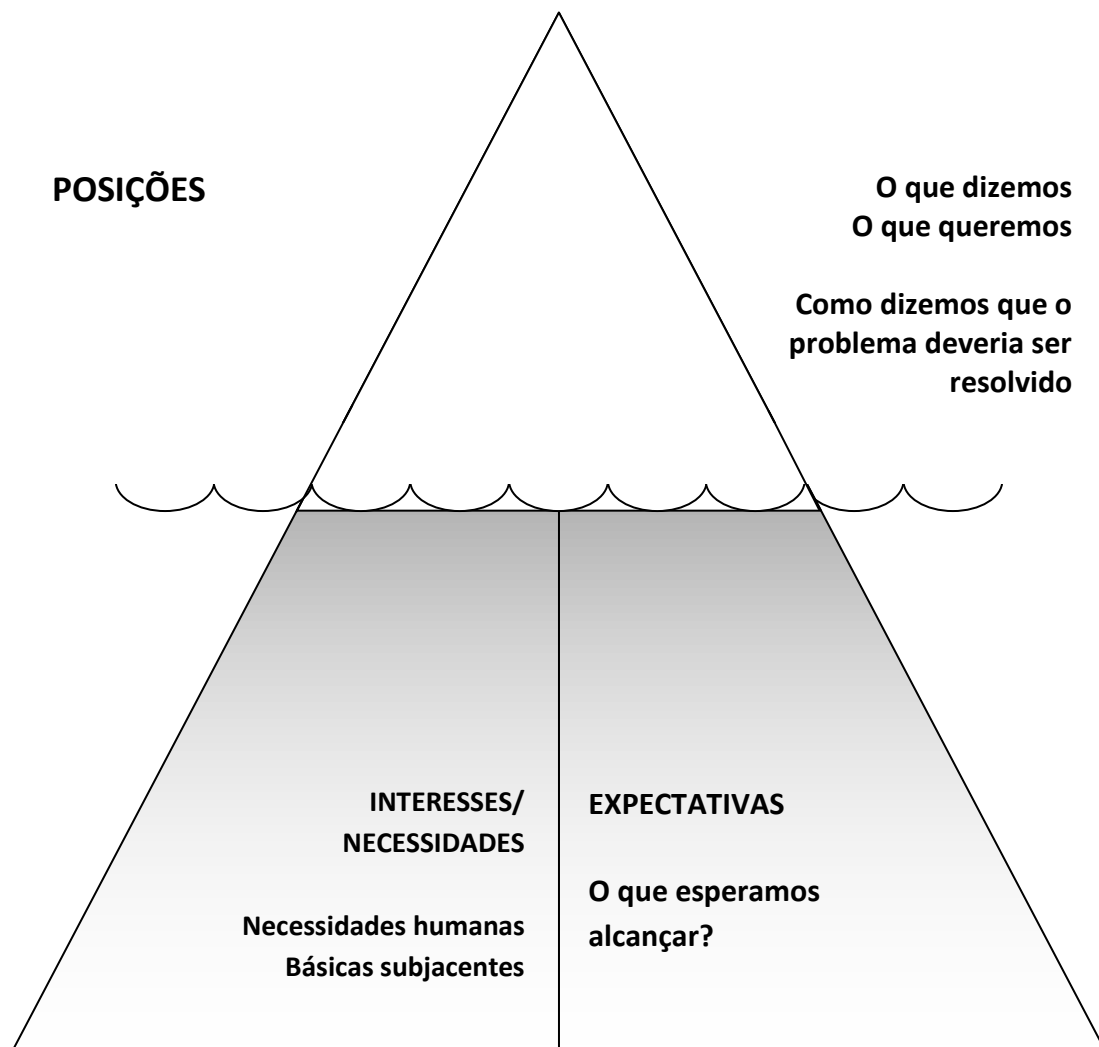 POSIÇÕES
O que dizemos
O que queremos
Como dizemos que o
problema deveria ser
resolvido
INTERESSES/
NECESSIDADES
Necessidades humanas
Básicas subjacentes
EXPECTATIVAS
O que esperamos
alcançar?